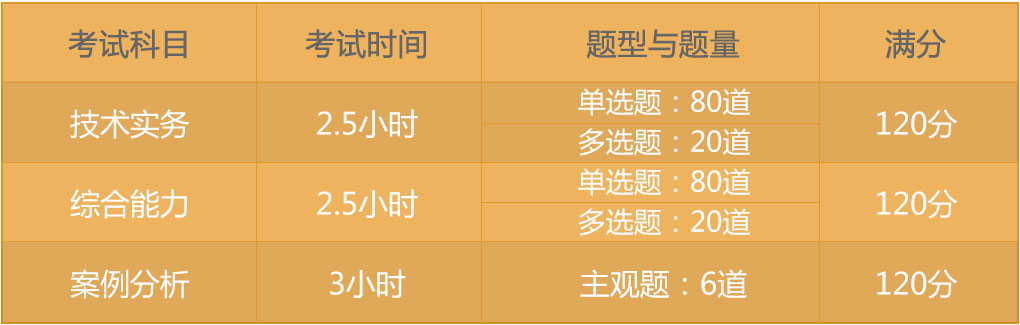 考试科目 考试时间 题型与题量 满分
技术实务 2.5小时 单选题：80道 120分
多选题：20道
综合能力 2.5小时 单选题：80道 120分
多选题：20道
案例分析 3小时 主观题：6道 120分